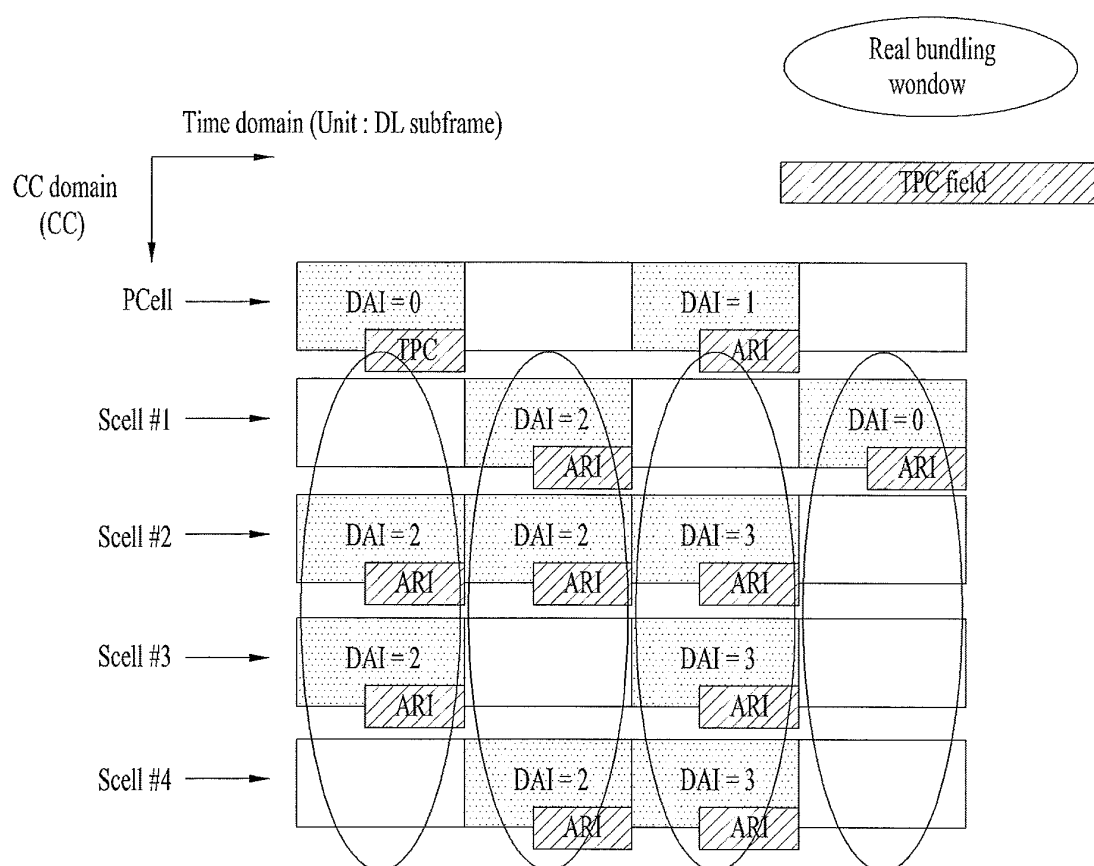 Real bundling
wondow
Time domain (Unit : DL subframe)
CC domain
(CC)
TPC field
PCell
DAI = 0
DAI = 1
TPC
ARI
Scell #1
DAI = 2
DAI = 0
ARI
ARI
Scell #2
DAI = 2
DAI = 2
DAI = 3
ARI
ARI
ARI
Scell #3
DAI = 2
DAI = 3
ARI
ARI
Scell #4
DAI = 2
DAI = 3
ARI
ARI